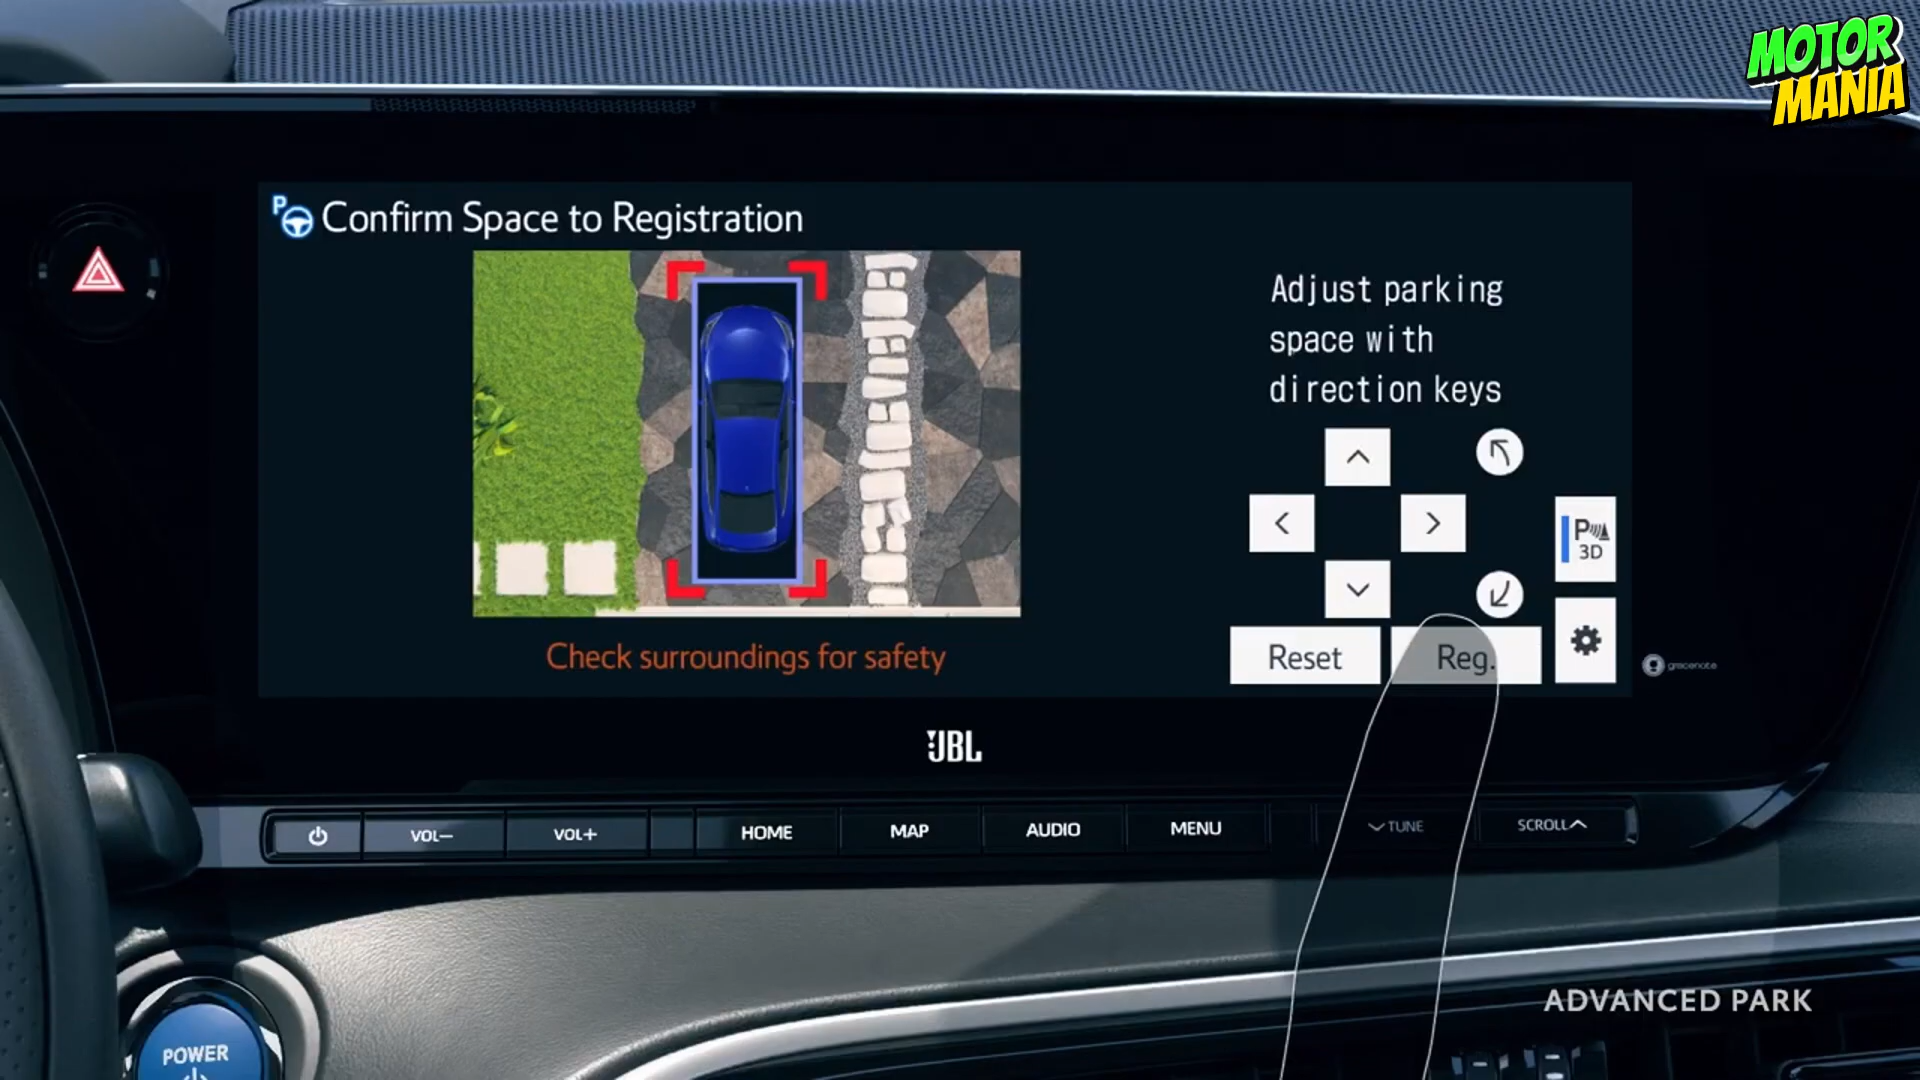 MOTOR
MANIA
P
Confirm Space to Registration
Adjust parking
space with
direction keys
P
3D
Reset
Reg.
Check surroundings for safety
gracenote
JBL
VOL−
VOL+
HOME
MAP
AUDIO
MENU
TUNE
SCROLL
ADVANCED PARK
POWER